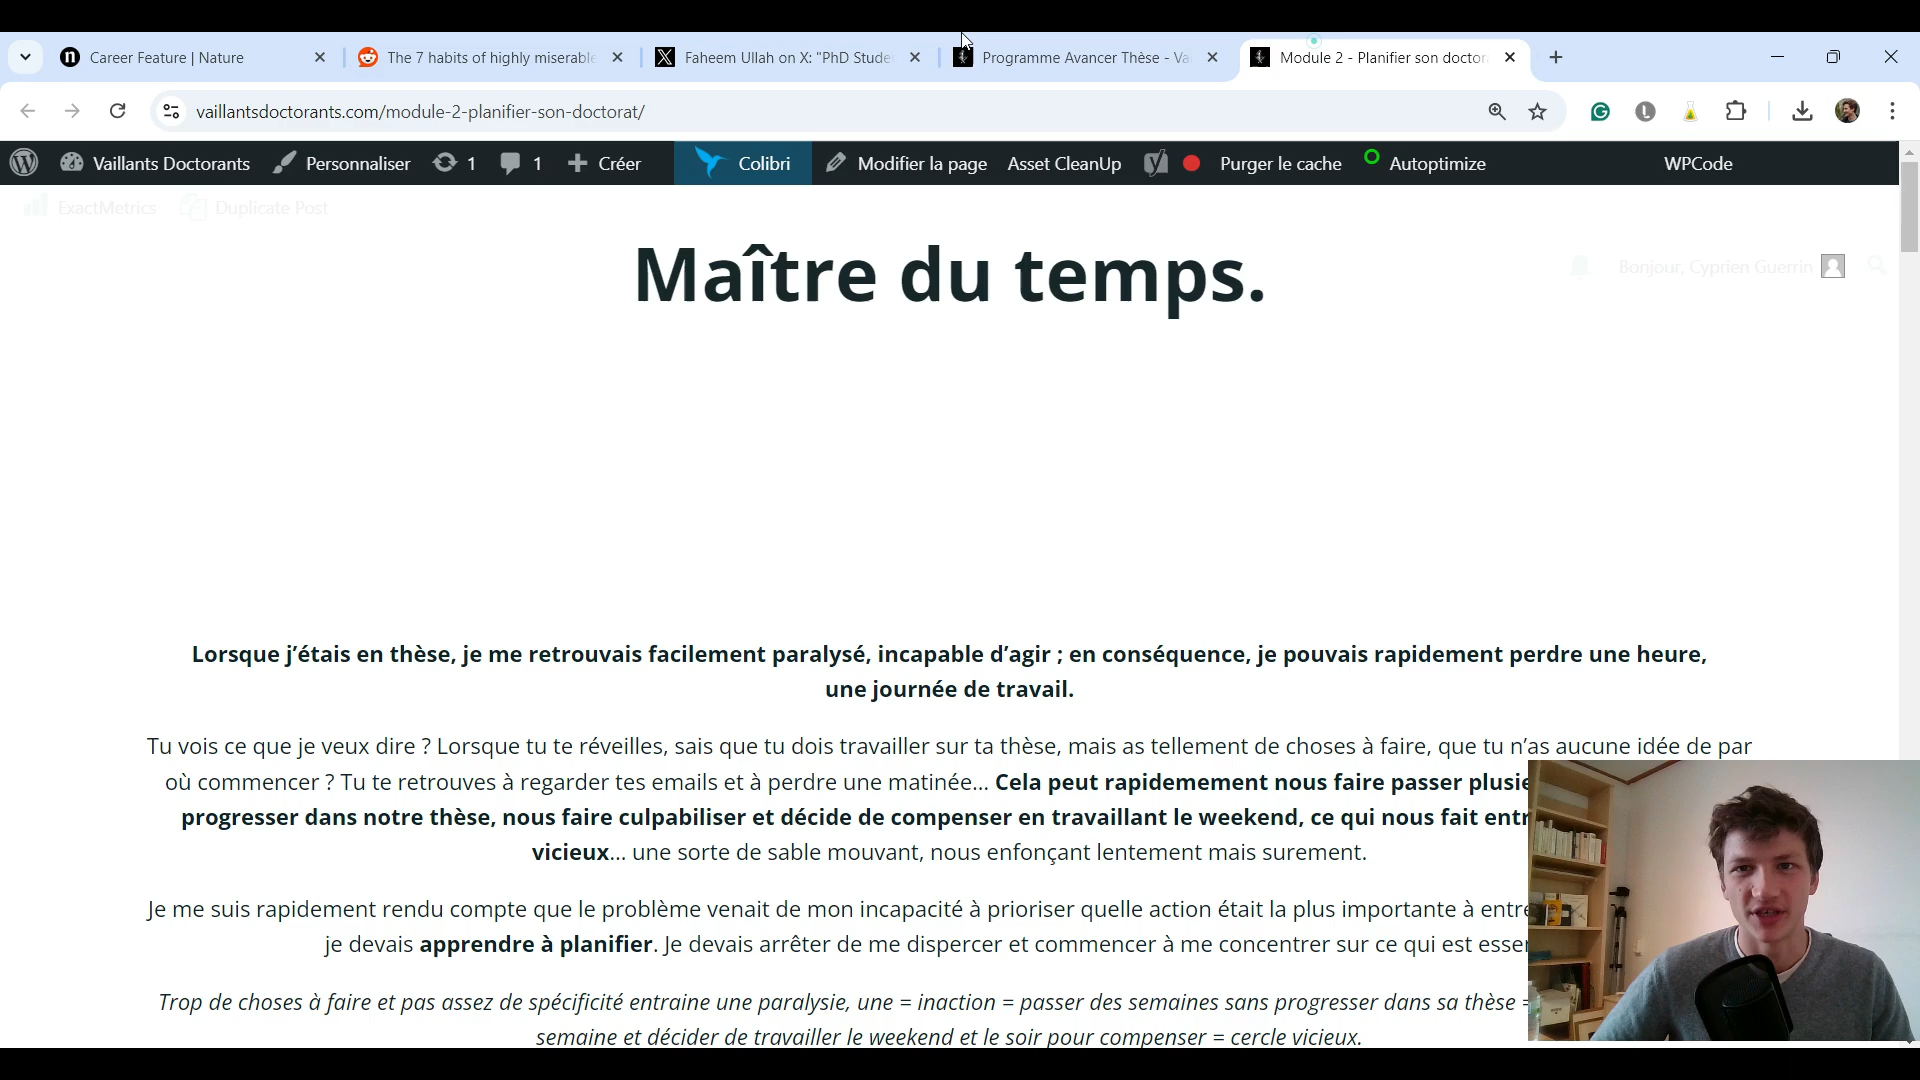 Career Feature | Nature
The 7 habits of highly miserable
Faheem Ullah on X: "PhD Stude
Programme Avancer Thèse - Va
Module 2 - Planifier son doctor
vaillantsdoctorants.com/module-2-planifier-son-doctorat/
Vaillants Doctorants Personnaliser 1 1 Créer Colibri Modifier la page Asset CleanUp Purger le cache Autoptimize WPCode
ExactMetrics Duplicate Post
Bonjour, Cyprien Guerrin
Maître du temps.
Lorsque j'étais en thèse, je me retrouvais facilement paralysé, incapable d'agir ; en conséquence, je pouvais rapidement perdre une heure,
une journée de travail.
Tu vois ce que je veux dire ? Lorsque tu te réveilles, sais que tu dois travailler sur ta thèse, mais as tellement de choses à faire, que tu n'as aucune idée de par
où commencer ? Tu te retrouves à regarder tes emails et à perdre une matinée... Cela peut rapidemement nous faire passer plusie
progresser dans notre thèse, nous faire culpabiliser et décide de compenser en travaillant le weekend, ce qui nous fait entr
vicieux... une sorte de sable mouvant, nous enfonçant lentement mais surement.
Je me suis rapidement rendu compte que le problème venait de mon incapacité à prioriser quelle action était la plus importante à entre
je devais apprendre à planifier. Je devais arrêter de me disperser et commencer à me concentrer sur ce qui est esser
Trop de choses à faire et pas assez de spécificité entraine une paralysie, une = inaction = passer des semaines sans progresser dans sa thèse =
semaine et décider de travailler le weekend et le soir pour compenser = cercle vicieux.